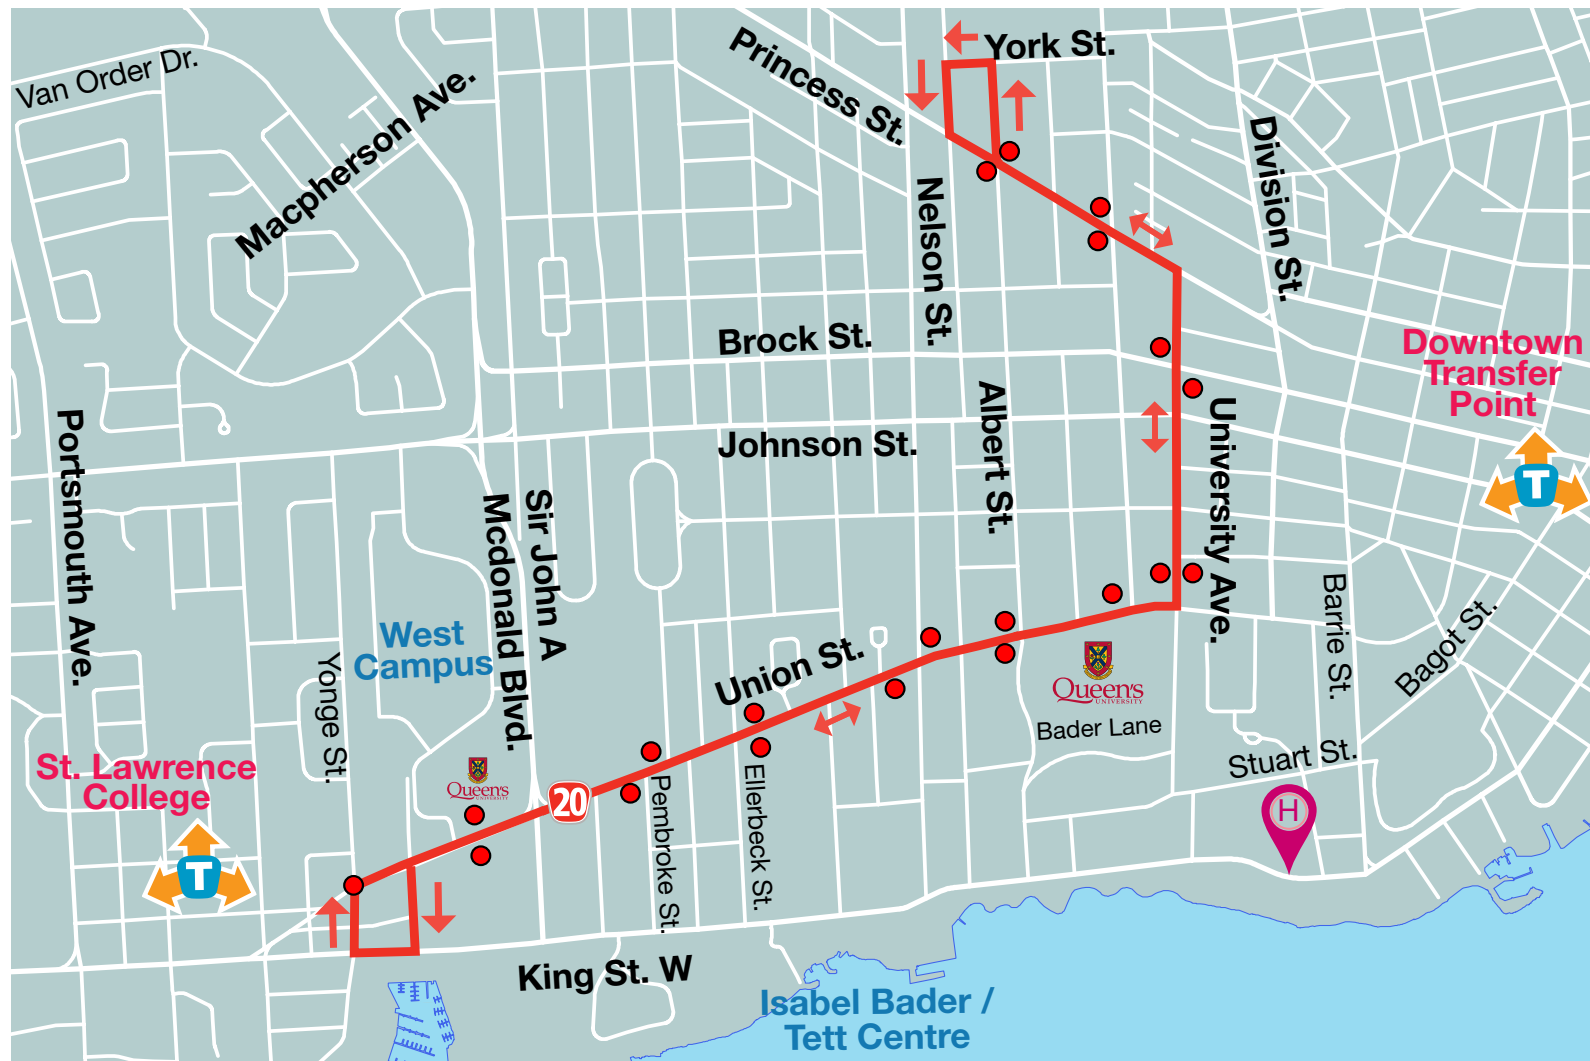 York St.
Princess St.
Van Order Dr.
Macpherson Ave.
Division St.
Nelson St.
Brock St.
Downtown
Transfer
Point
T
Albert St.
University Ave.
Portsmouth Ave.
Johnson St.
Sir John A
Mcdonald Blvd.
West
Campus
Yonge St.
Union St.
Barrie St.
Bagot St.
Queen's
UNIVERSITY
Bader Lane
Stuart St.
H
St. Lawrence
College
T
Queen's
UNIVERSITY
20
Pembroke St.
Ellerbeck St.
King St. W
Isabel Bader /
Tett Centre